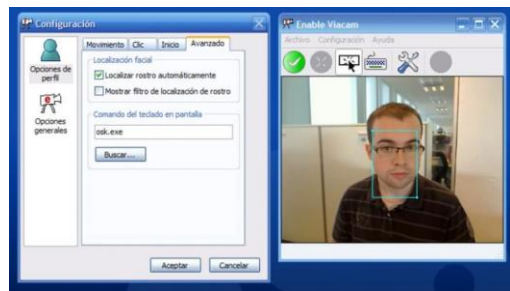 Configuración
Opciones de
perfil
Opciones
generales
Movimiento Clic Inicio Avanzado
Localización facial
Localizar rostro automáticamente
Mostrar filtro de localización de rostro
Comando del teclado en pantalla
osk.exe
Buscar...
Aceptar Cancelar
Enable Viacam
Archivo Configuración Ayuda